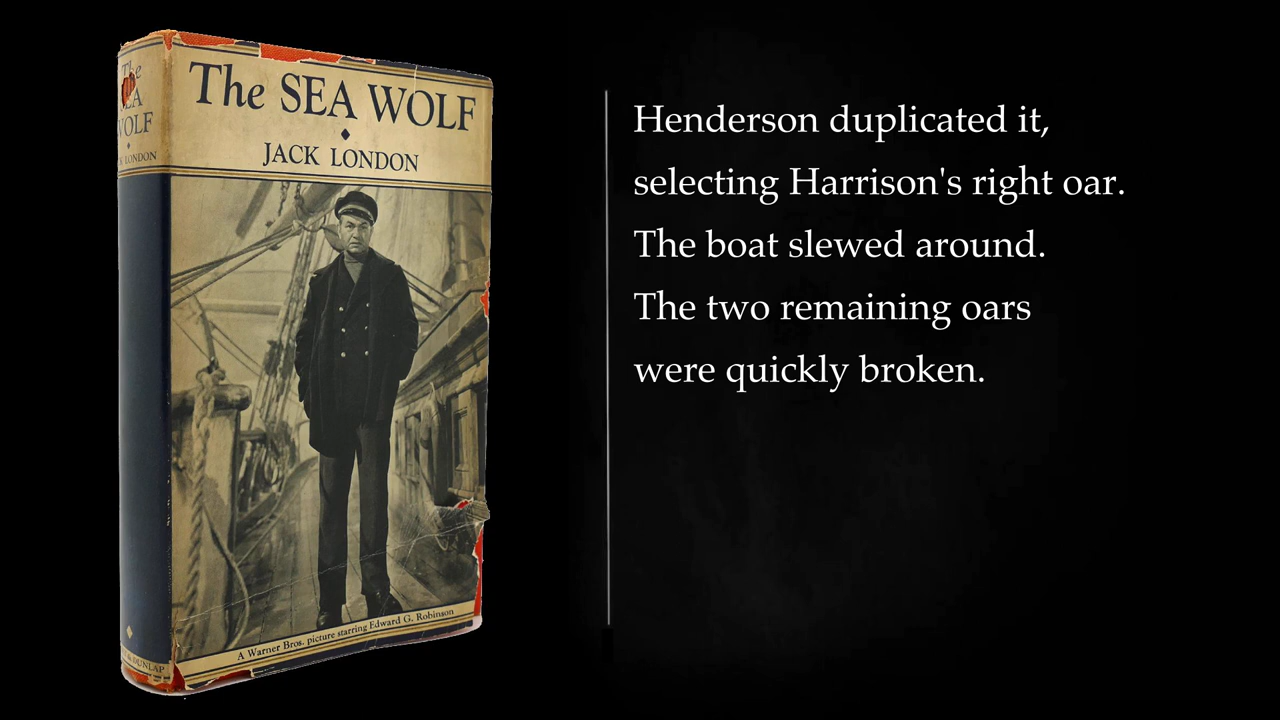 The SEA WOLF
JACK LONDON
A Warner Bros. picture starring Edward G. Robinson
The
SEA
WOLF
LONDON
DUNLAP
Henderson duplicated it,
selecting Harrison's right oar.
The boat slewed around.
The two remaining oars
were quickly broken.